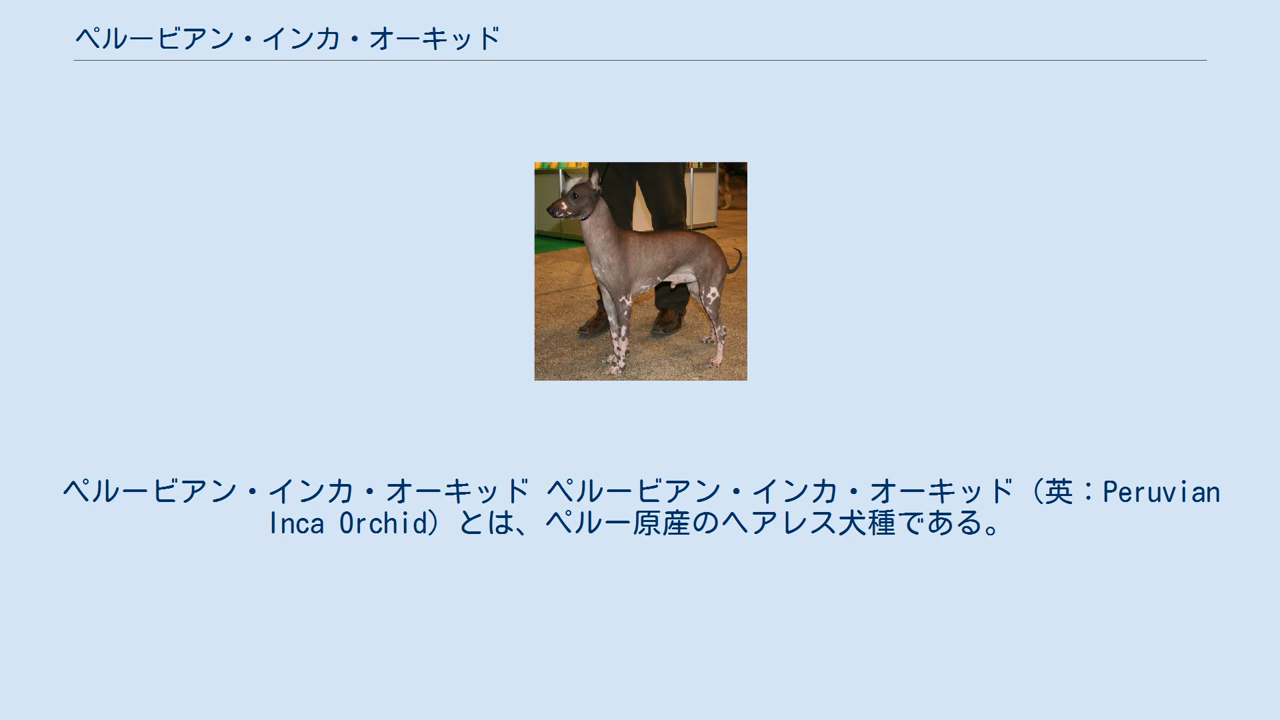 ペルービアン・インカ・オーキッド
ペルービアン・インカ・オーキッド ペルービアン・インカ・オーキッド（英：Peruvian
Inca Orchid）とは、ペルー原産のヘアレス犬種である。